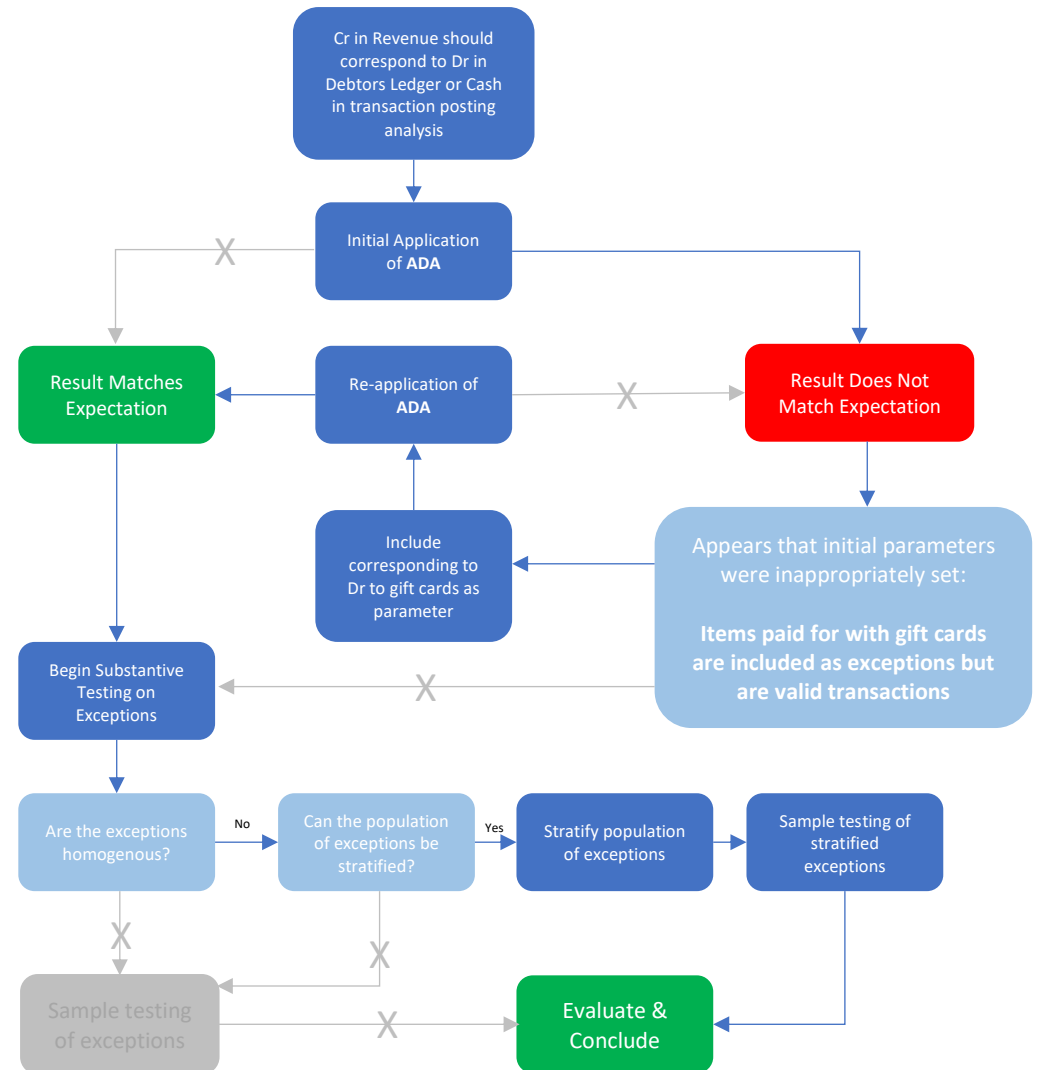 Cr in Revenue should
correspond to Dr in
Debtors Ledger or Cash
in transaction posting
analysis
X
Initial Application
of ADA
Result Matches
Expectation
Re-application of
ADA
X
Result Does Not
Match Expectation
Include
corresponding to
Dr to gift cards as
parameter
Appears that initial parameters
were inappropriately set:
Items paid for with gift cards
are included as exceptions but
are valid transactions
Begin Substantive
Testing on
Exceptions
X
Are the exceptions
homogenous?
No
Can the population
of exceptions be
stratified?
Yes
Stratify population
of exceptions
Sample testing of
stratified
exceptions
X
X
Sample testing
of exceptions
X
Evaluate &
Conclude